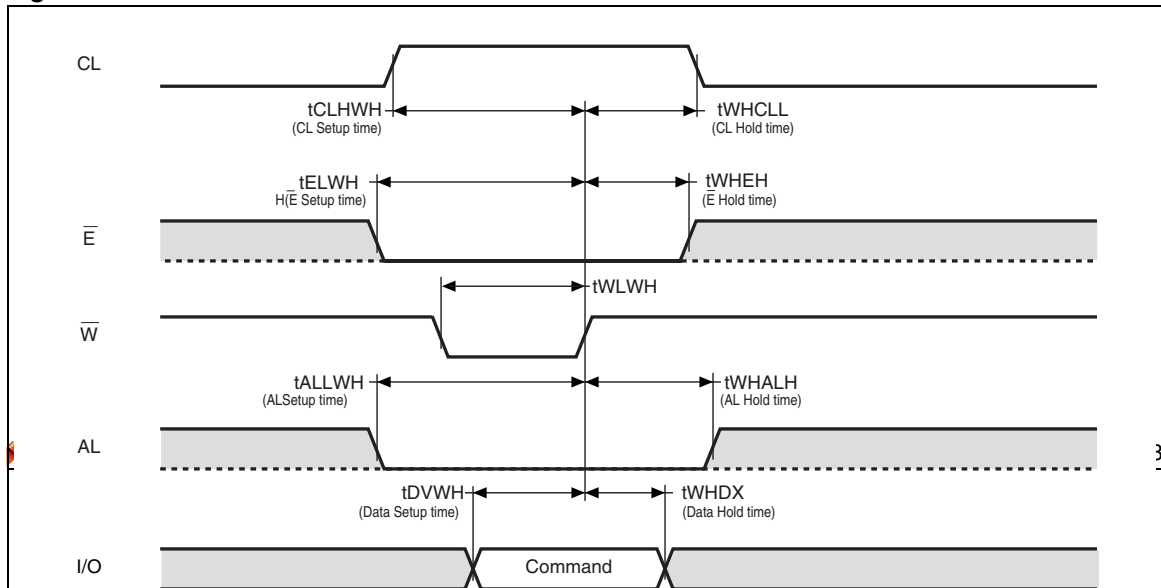 CL
tCLHWH
(CL Setup time)
tWHCLL
(CL Hold time)
tELWH
H(E̅ Setup time)
tWHEH
(E̅ Hold time)
E̅
tWLWH
W̅
tALLWH
(ALSetup time)
tWHALH
(AL Hold time)
AL
tDVWH
(Data Setup time)
tWHDX
(Data Hold time)
I/O
Command